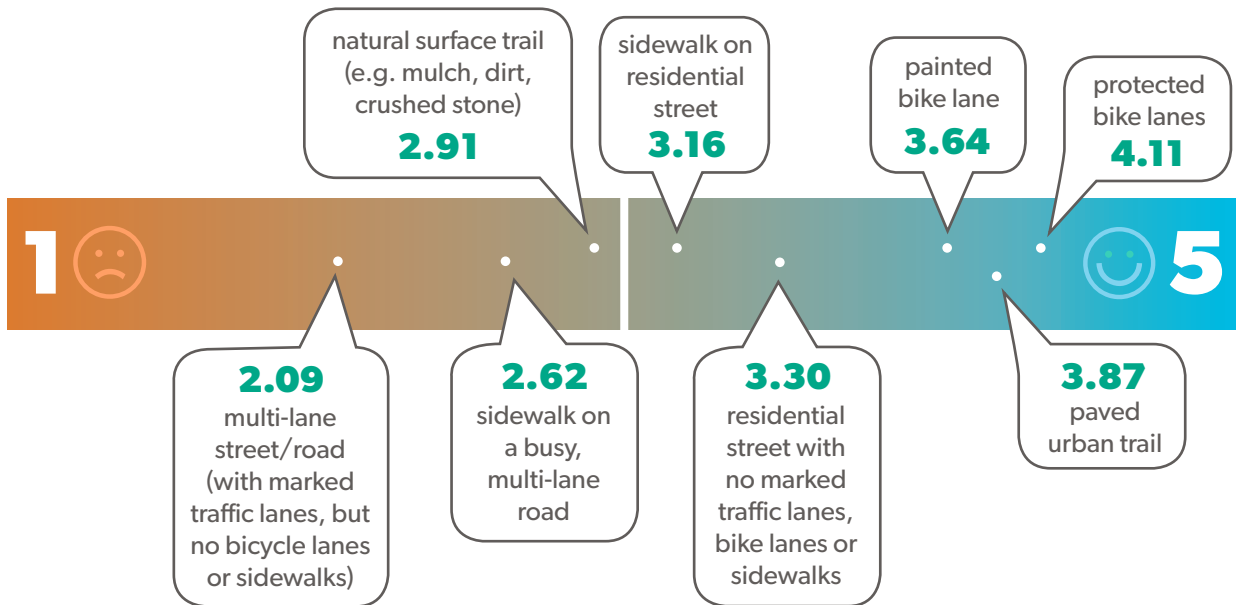 natural surface trail
(e.g. mulch, dirt,
crushed stone)
2.91
sidewalk on
residential
street
3.16
painted
bike lane
3.64
protected
bike lanes
4.11
1
5
2.09
multi-lane
street/road
(with marked
traffic lanes, but
no bicycle lanes
or sidewalks)
2.62
sidewalk on
a busy,
multi-lane
road
3.30
residential
street with
no marked
traffic lanes,
bike lanes or
sidewalks
3.87
paved
urban trail